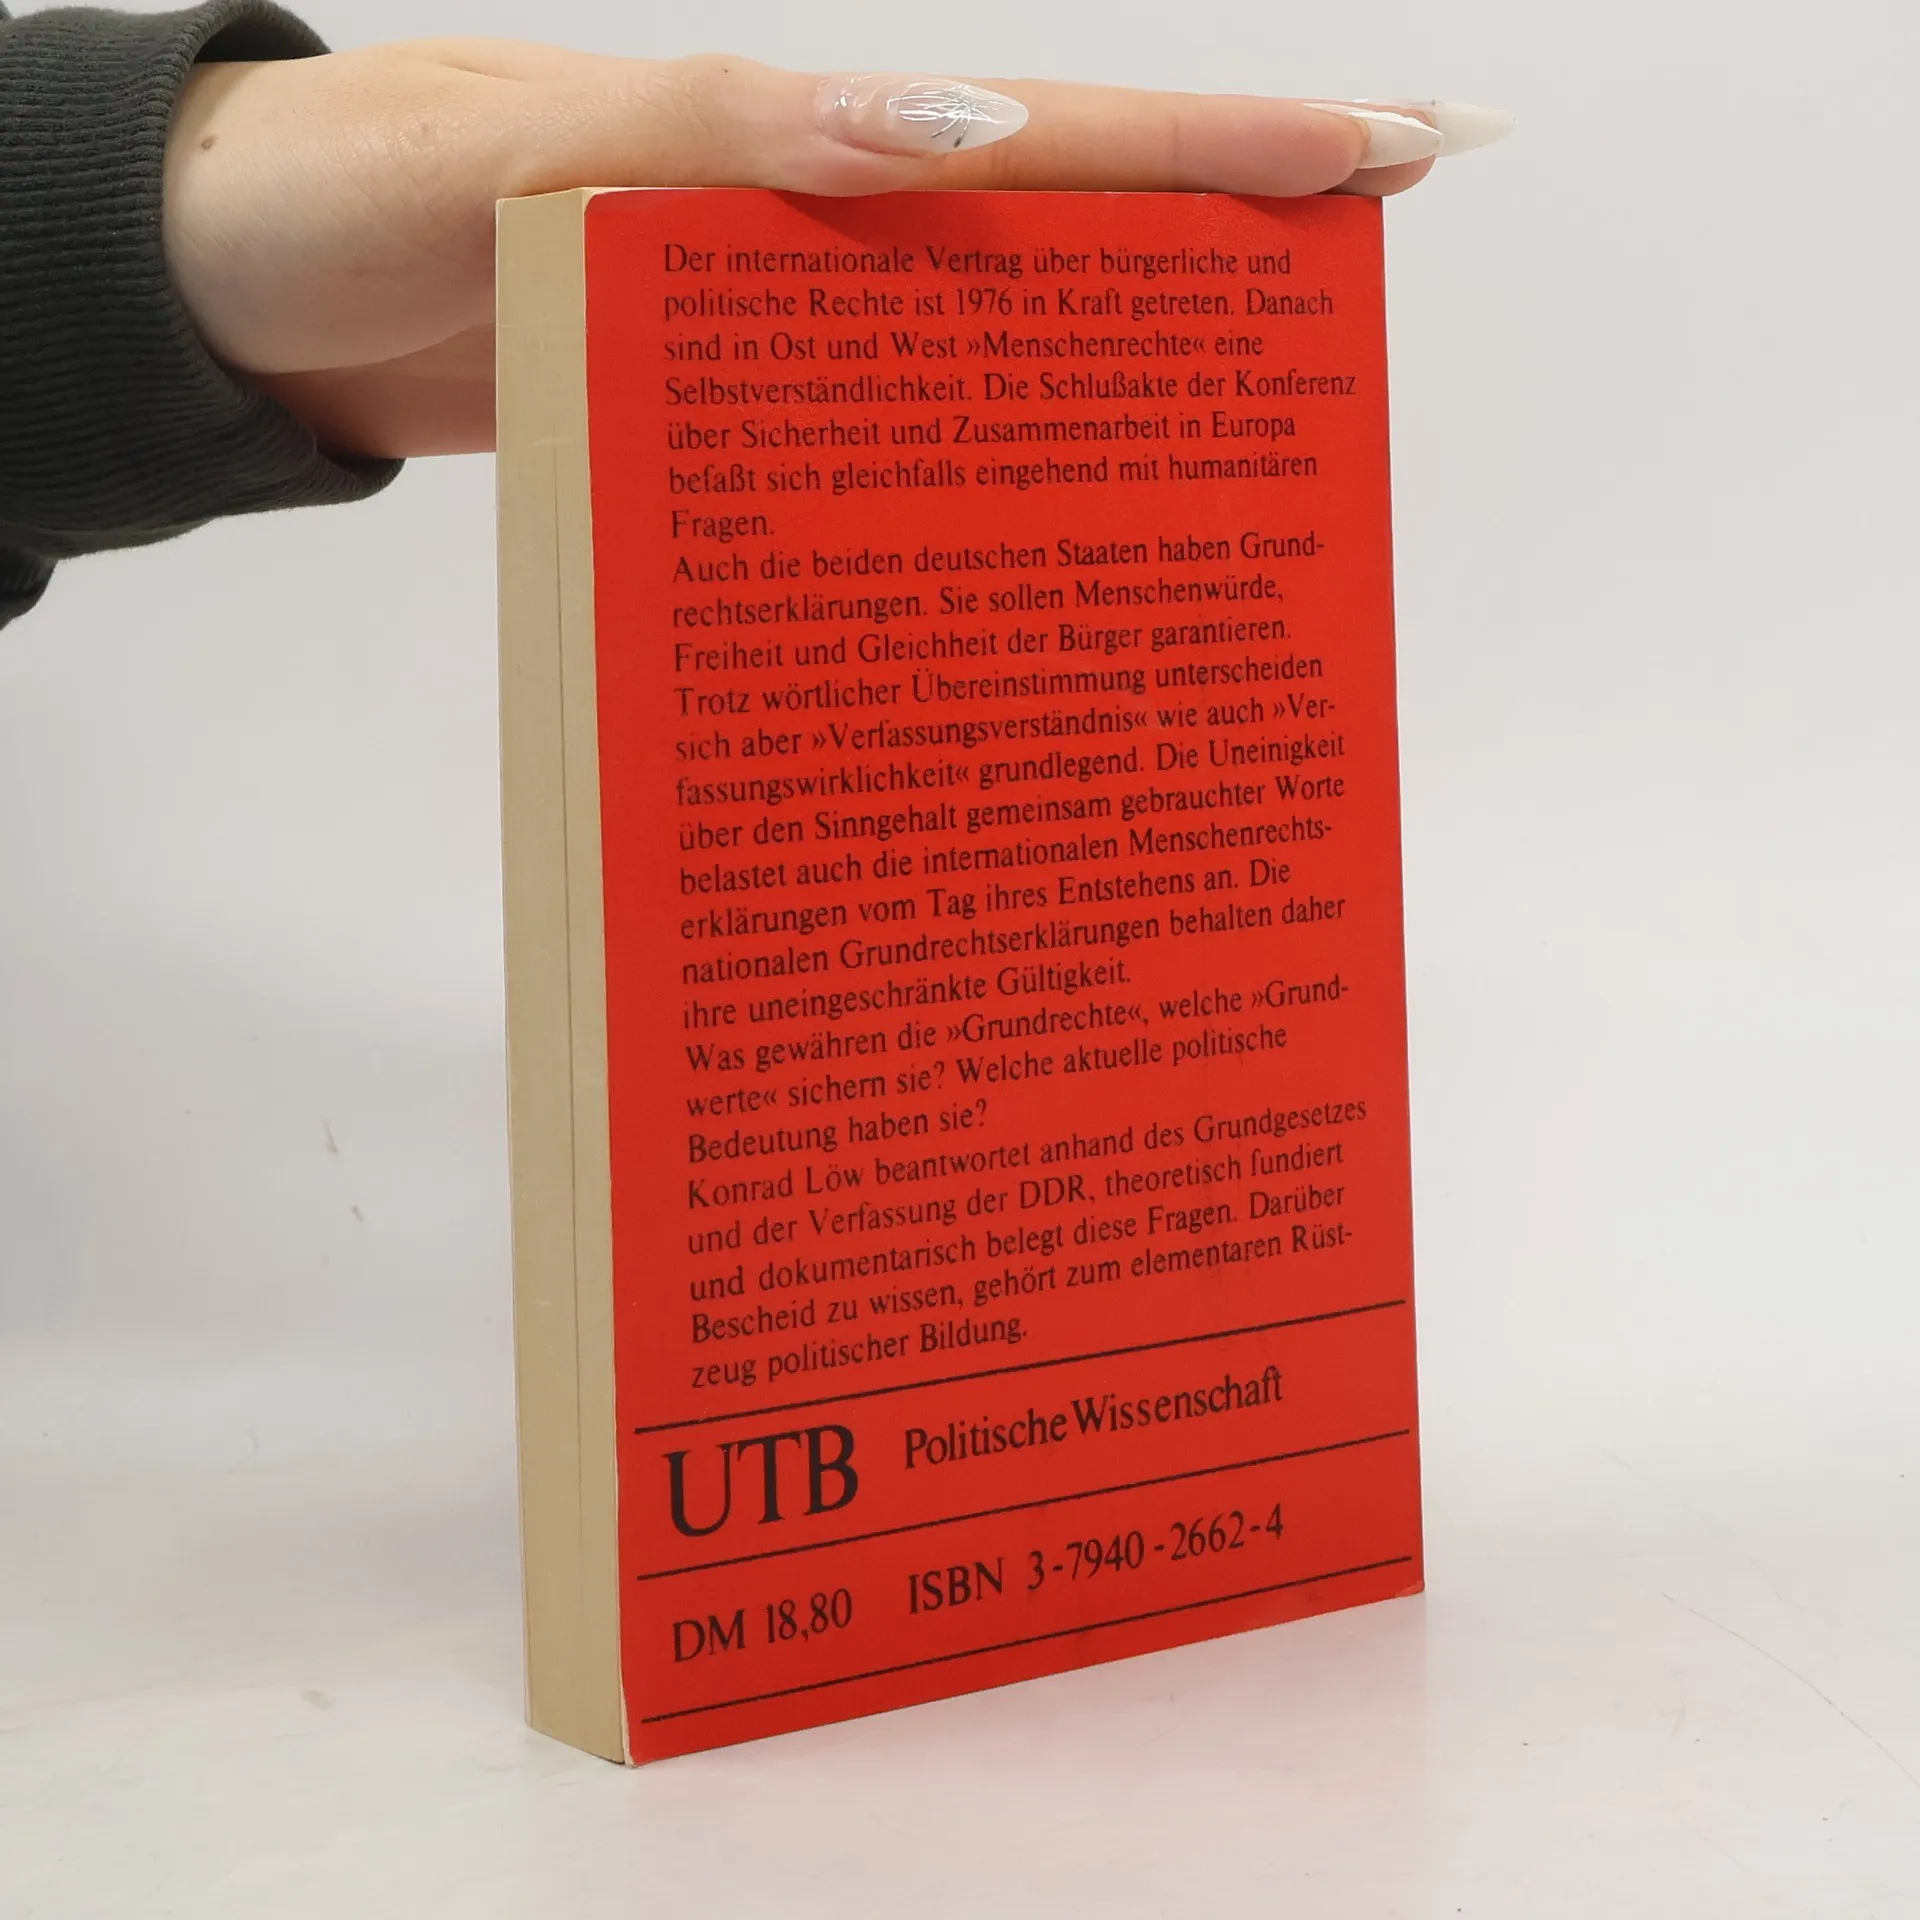 Der internationale Vertrag über bürgerliche und
politische Rechte ist 1976 in Kraft getreten. Danach
sind in Ost und West »Menschenrechte« eine
Selbstverständlichkeit. Die Schlußakte der Konferenz
über Sicherheit und Zusammenarbeit in Europa
befaßt sich gleichfalls eingehend mit humanitären
Fragen.
Auch die beiden deutschen Staaten haben Grund-
rechtserklärungen. Sie sollen Menschenwürde,
Freiheit und Gleichheit der Bürger garantieren.
Trotz wörtlicher Übereinstimmung unterscheiden
sich aber »Verfassungsverständnis« wie auch »Ver-
fassungswirklichkeit« grundlegend. Die Uneinigkeit
über den Sinngehalt gemeinsam gebrauchter Worte
belastet auch die internationalen Menschenrechts-
erklärungen vom Tag ihres Entstehens an. Die
nationalen Grundrechtserklärungen behalten daher
ihre uneingeschränkte Gültigkeit.
Was gewähren die »Grundrechte«, welche »Grund-
werte« sichern sie? Welche aktuelle politische
Bedeutung haben sie?
Konrad Löw beantwortet anhand des Grundgesetzes
und der Verfassung der DDR, theoretisch fundiert
und dokumentarisch belegt diese Fragen. Darüber
Bescheid zu wissen, gehört zum elementaren Rüst-
zeug politischer Bildung.
UTB Politische Wissenschaft
DM 18,80 ISBN 3-7940-2662-4